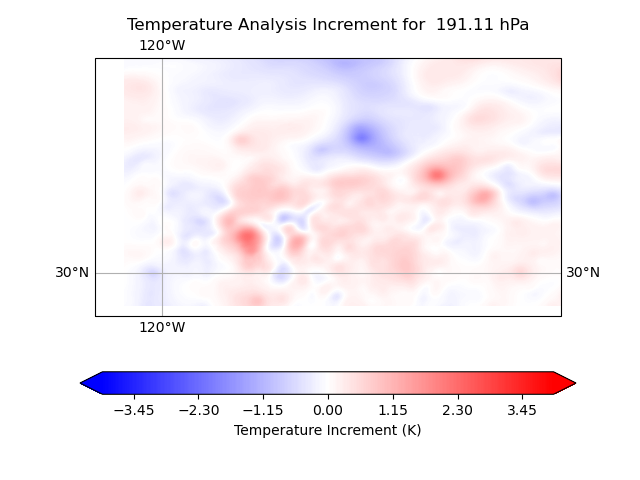 Temperature Analysis Increment for  191.11 hPa
120°W
30°N
30°N
120°W
−3.45
−2.30
−1.15
0.00
1.15
2.30
3.45
Temperature Increment (K)